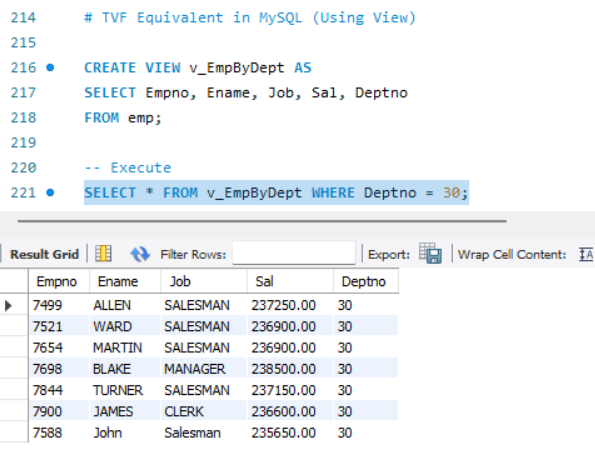 214 # TVF Equivalent in MySQL (Using View)
215
216 CREATE VIEW v_EmpByDept AS
217 SELECT Empno, Ename, Job, Sal, Deptno
218 FROM emp;
219
220 -- Execute
221 SELECT * FROM v_EmpByDept WHERE Deptno = 30;
Result Grid Filter Rows: Export: Wrap Cell Content: IA
Empno Ename Job Sal Deptno
7499 ALLEN SALESMAN 237250.00 30
7521 WARD SALESMAN 236900.00 30
7654 MARTIN SALESMAN 236900.00 30
7698 BLAKE MANAGER 238500.00 30
7844 TURNER SALESMAN 237150.00 30
7900 JAMES CLERK 236600.00 30
7588 John Salesman 235650.00 30